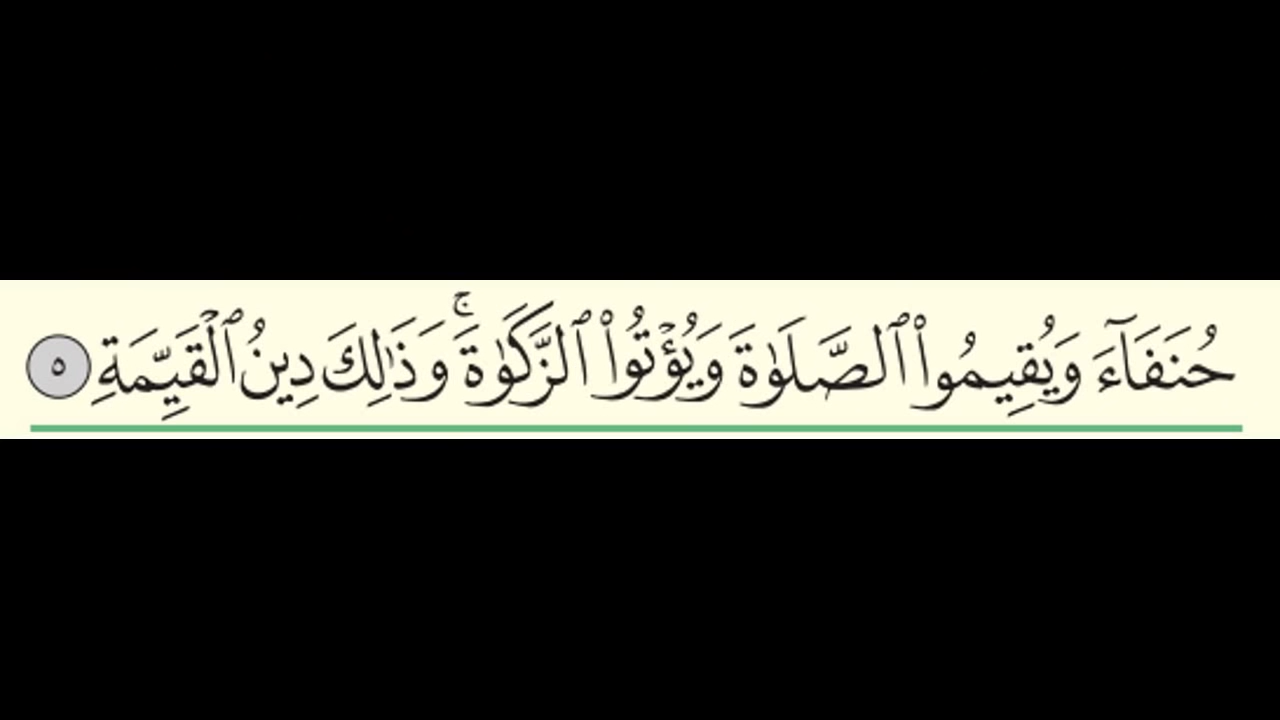 حُنَفَآءَ وَيُقِيمُوا۟ ٱلصَّلَوٰةَ وَيُؤْتُوا۟ ٱلزَّكَوٰةَ ۚ وَذَٰلِكَ دِينُ ٱلْقَيِّمَةِ ٥